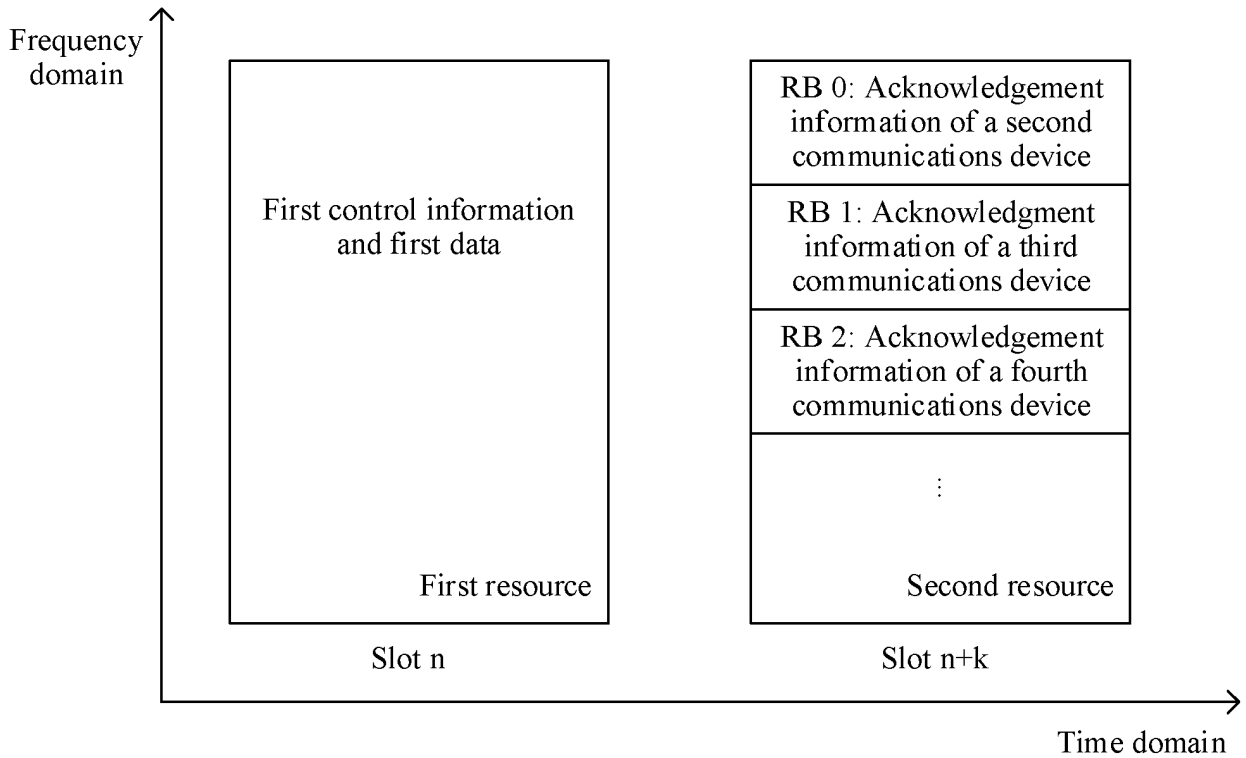 Frequency
domain
First control information
and first data
First resource
Slot n
RB 0: Acknowledgement
information of a second
communications device
RB 1: Acknowledgment
information of a third
communications device
RB 2: Acknowledgement
information of a fourth
communications device
⋮
Second resource
Slot n+k
Time domain